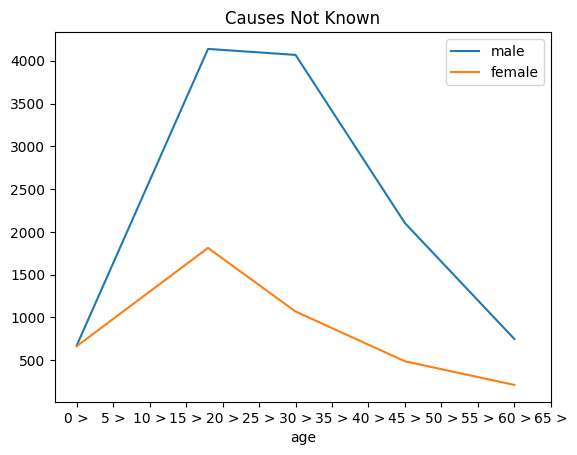 Causes Not Known
male
female
4000
3500
3000
2500
2000
1500
1000
500
0 > 5 > 10 > 15 > 20 > 25 > 30 > 35 > 40 > 45 > 50 > 55 > 60 > 65 >
age